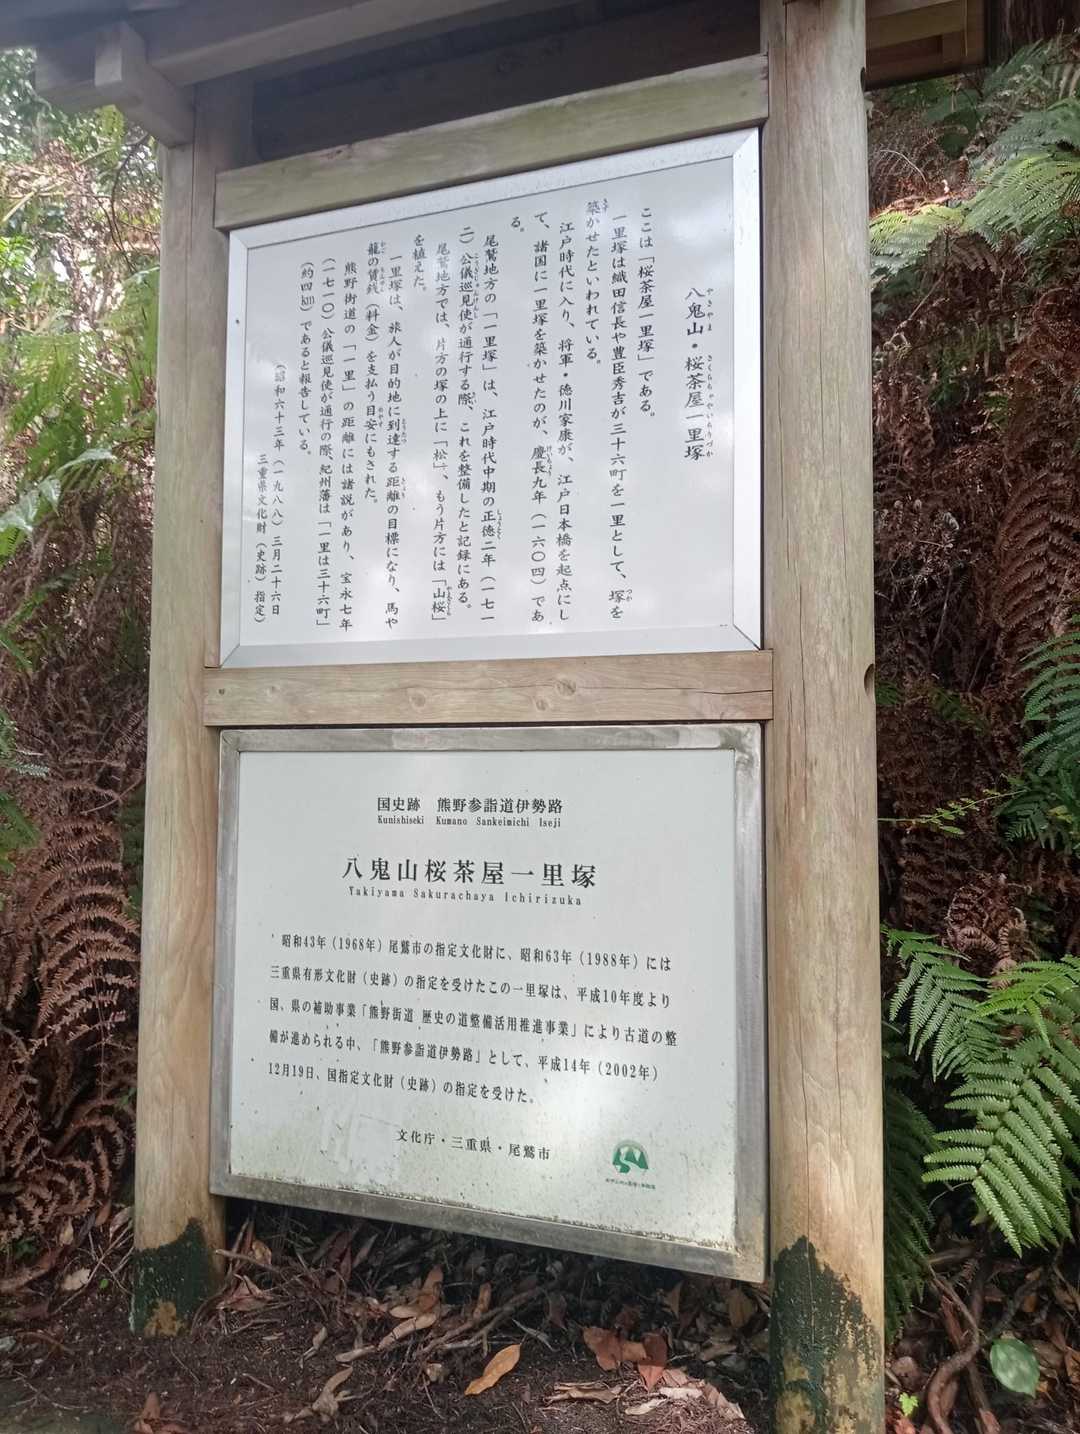 八鬼山・桜茶屋一里塚
やきやま　さくらちゃやいちりづか
ここは「桜茶屋一里塚」である。
一里塚は織田信長や豊臣秀吉が三十六町を一里として、塚を
築かせたといわれている。
江戸時代に入り、将軍・徳川家康が、江戸日本橋を起点にし
て、諸国に一里塚を築かせたのが、慶長九年（一六〇四）であ
る。
尾鷲地方の「一里塚」は、江戸時代中期の正徳二年（一七一
二）公儀巡見使が通行する際、これを整備したと記録にある。
尾鷲地方では、片方の塚の上に「松」、もう片方には「山桜」
を植えた。
一里塚は、旅人が目的地に到達する距離の目標になり、馬や
籠の賃銭（料金）を支払う目安にもされた。
熊野街道の「一里」の距離には諸説があり、宝永七年
（一七一〇）公儀巡見使が通行の際、紀州藩は「一里は三十六町」
（約四㎞）であると報告している。
（昭和六十三年（一九八八）三月二十六日
三重県文化財（史跡）指定）
国史跡　熊野参詣道伊勢路
Kunishiseki Kumano Sankeimichi Iseji
八鬼山桜茶屋一里塚
Yakiyama Sakurachaya Ichirizuka
昭和43年（1968年）尾鷲市の指定文化財に、昭和63年（1988年）には
三重県有形文化財（史跡）の指定を受けたこの一里塚は、平成10年度より
国、県の補助事業「熊野街道 歴史の道整備活用推進事業」により古道の整
備が進められる中、「熊野参詣道伊勢路」として、平成14年（2002年）
12月19日、国指定文化財（史跡）の指定を受けた。
文化庁・三重県・尾鷲市